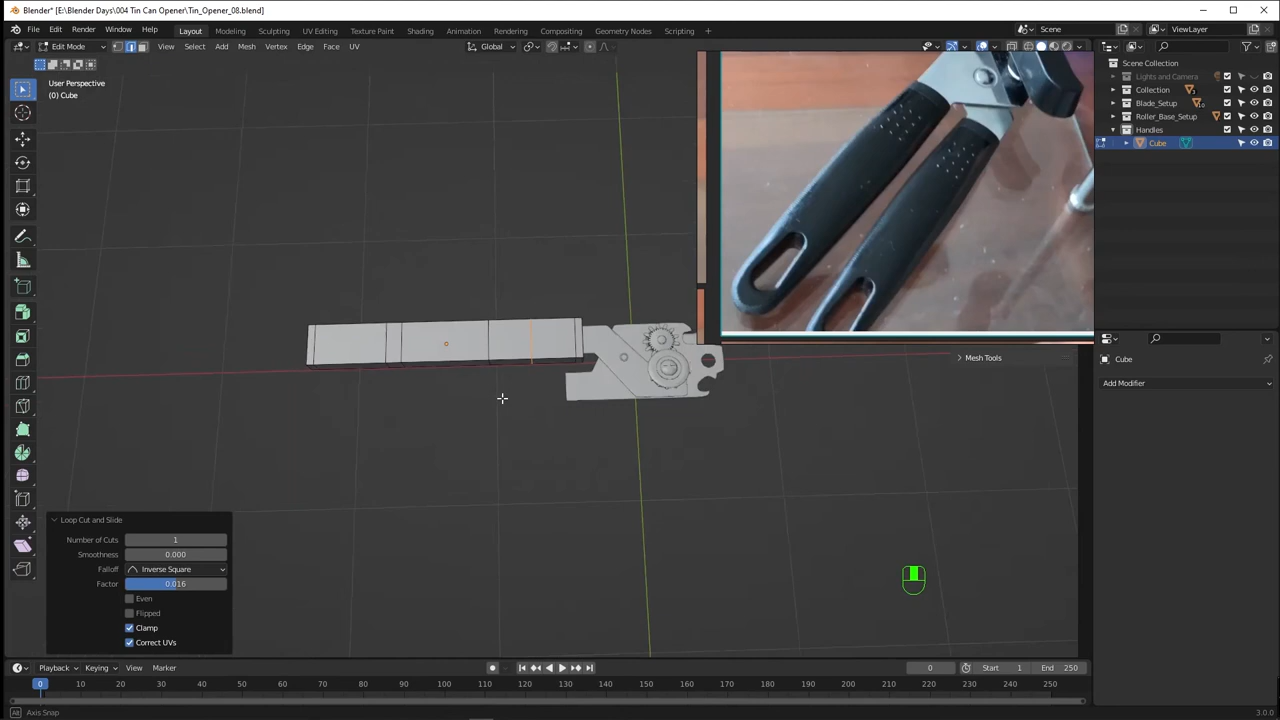 Blender* [E:\Blender Days\004 Tin Can Opener\Tin_Opener_08.blend]
File Edit Render Window Help Layout Modeling Sculpting UV Editing Texture Paint Shading Animation Rendering Compositing Geometry Nodes Scripting + Scene ViewLayer
Edit Mode View Select Add Mesh Vertex Edge Face UV Global
User Perspective
(0) Cube
Scene Collection
Lights and Camera
Collection
Blade_Setup
Roller_Base_Setup
Handles
Cube
Mesh Tools
Cube
Add Modifier
Loop Cut and Slide
Number of Cuts 1
Smoothness 0.000
Falloff Inverse Square
Factor 0.016
Even
Flipped
Clamp
Correct UVs
Playback Keying View Marker 0 Start 1 End 250
0 10 20 30 40 50 60 70 80 90 100 110 120 130 140 150 160 170 180 190 200 210 220 230 240 250
Axis Snap 3.0.0